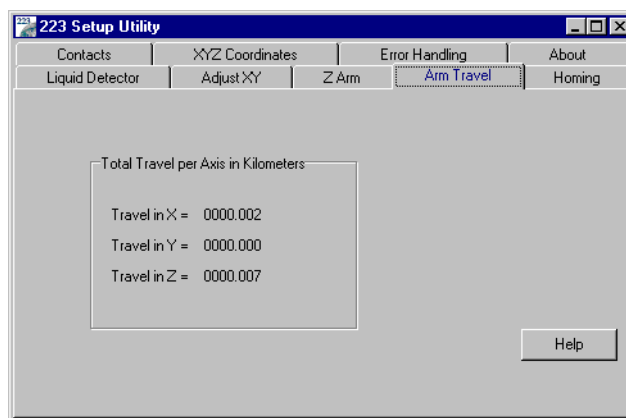 223 Setup Utility
Contacts XYZ Coordinates Error Handling About
Liquid Detector Adjust XY Z Arm Arm Travel Homing
Total Travel per Axis in Kilometers
Travel in X = 0000.002
Travel in Y = 0000.000
Travel in Z = 0000.007
Help